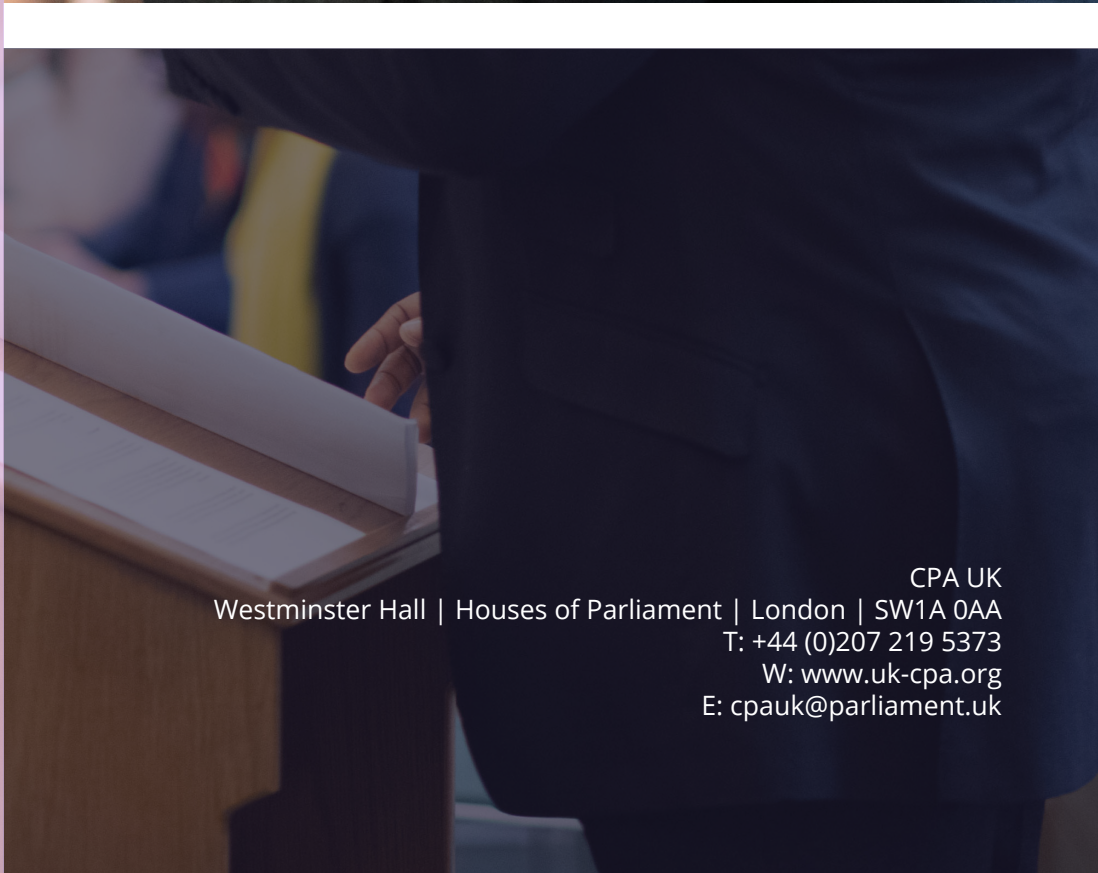 CPA UK
Westminster Hall | Houses of Parliament | London | SW1A 0AA
T: +44 (0)207 219 5373
W: www.uk-cpa.org
E: cpauk@parliament.uk